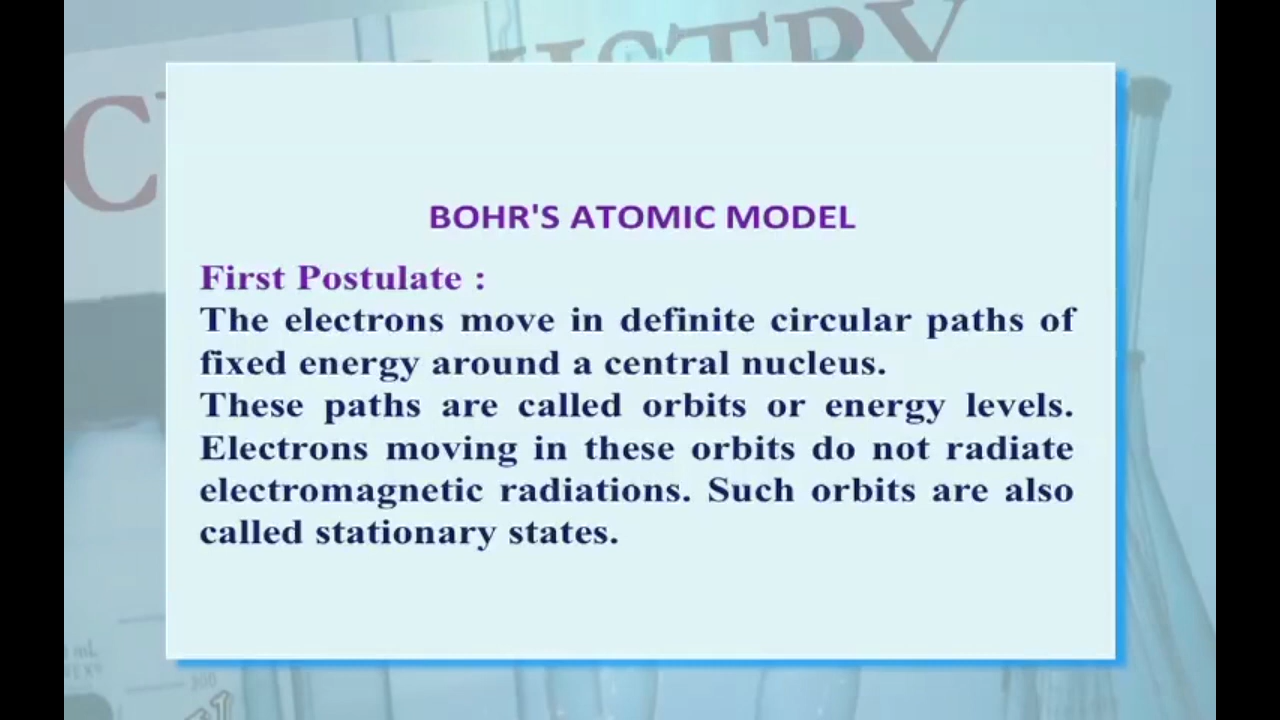 BOHR'S ATOMIC MODEL
First Postulate :
The electrons move in definite circular paths of
fixed energy around a central nucleus.
These paths are called orbits or energy levels.
Electrons moving in these orbits do not radiate
electromagnetic radiations. Such orbits are also
called stationary states.